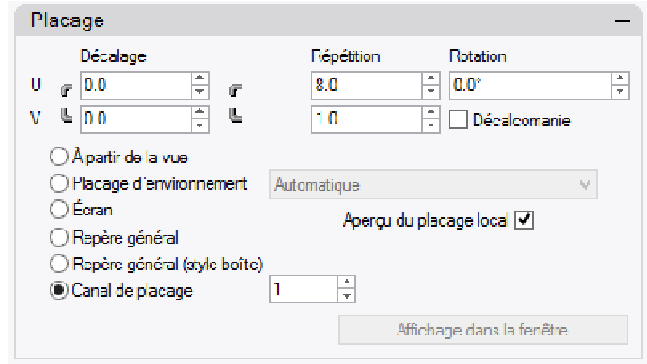 Placage
Décalage Répétition Rotation
U 0.0 8.0 0.0°
V 0.0 1.0 Décalcomanie
À partir de la vue
Placage d'environnement Automatique
Écran Aperçu du placage local
Repère général
Repère général (style boîte)
Canal de placage 1
Affichage dans la fenêtre